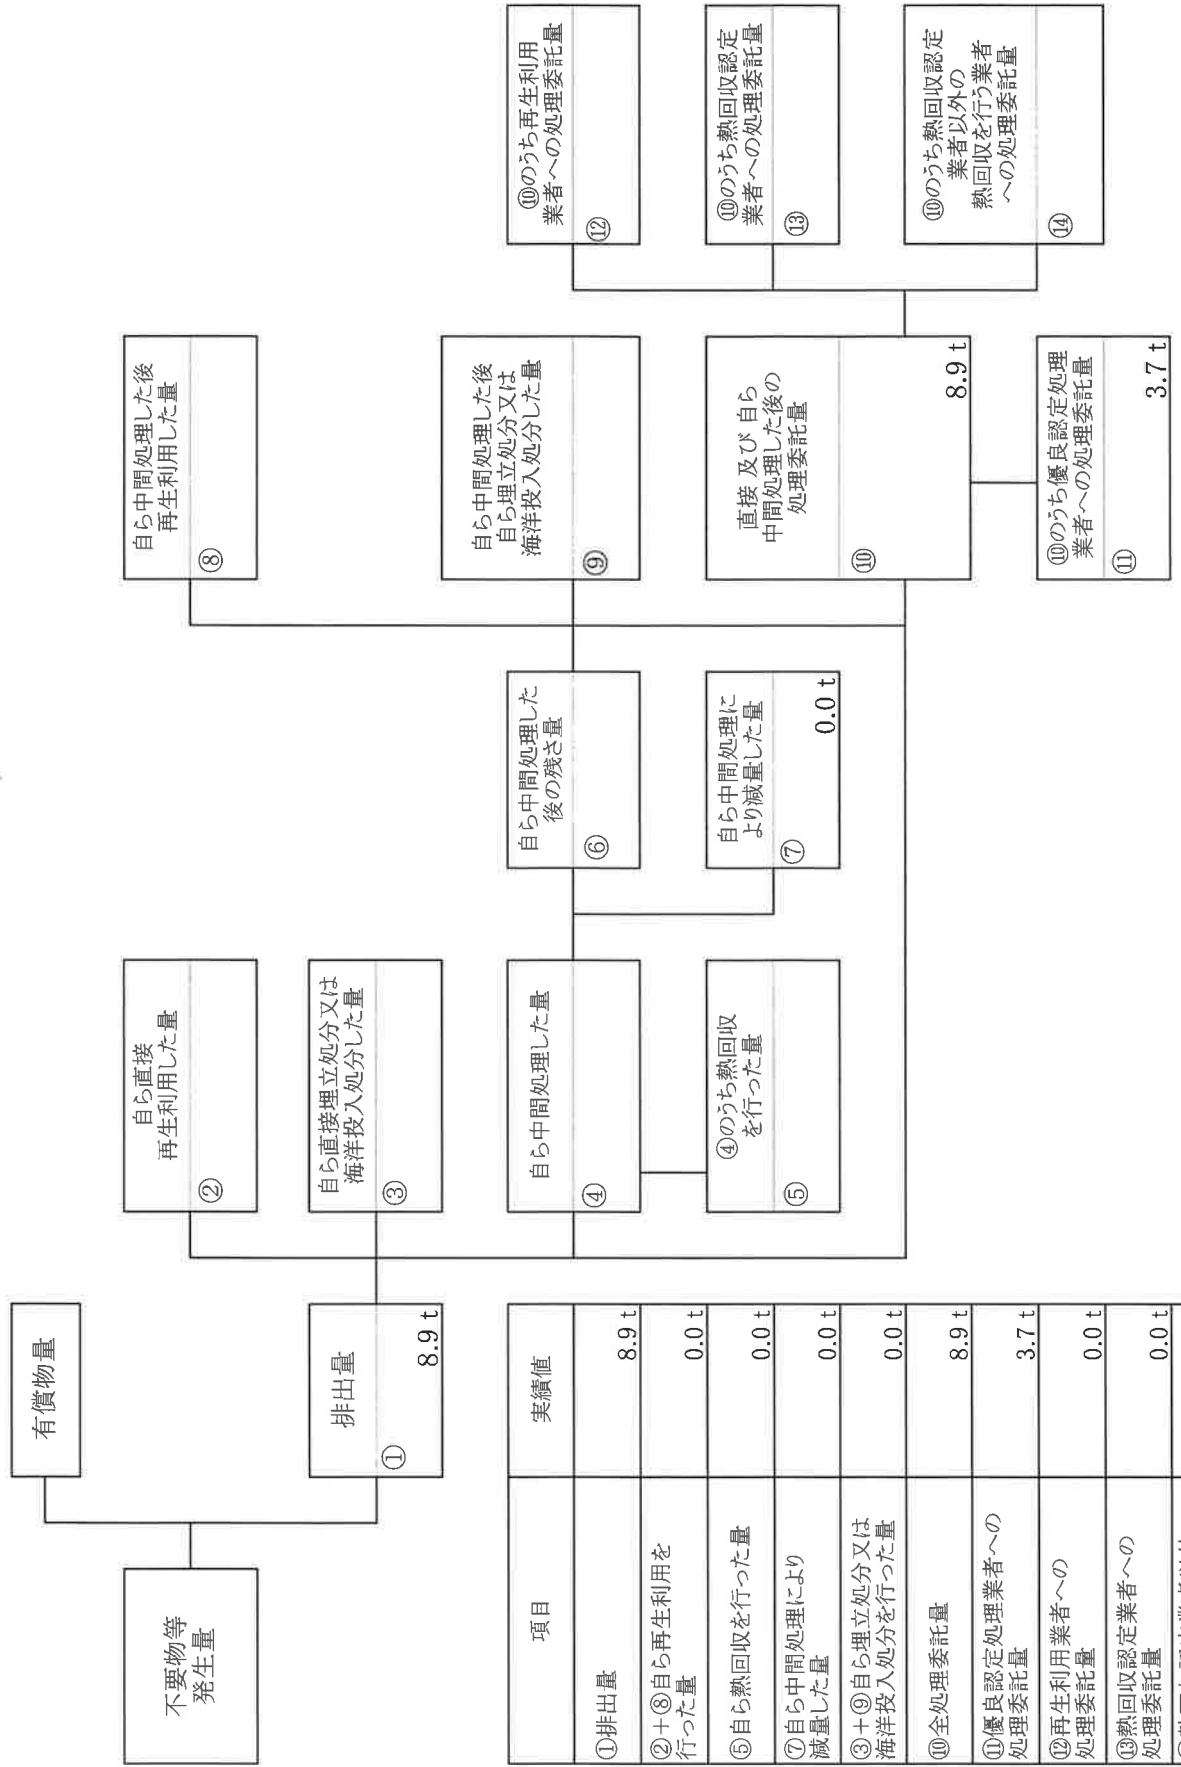 不要物等
発生量
有償物量
排出量
①
8.9 t
自ら直接
再生利用した量
②
自ら直接埋立処分又は
海洋投入処分した量
③
自ら中間処理した量
④
④のうち熱回収
を行った量
⑤
自ら中間処理した
後の残さ量
⑥
自ら中間処理に
より減量した量
⑦
0.0 t
自ら中間処理した後
再生利用した量
⑧
自ら中間処理した後
自ら埋立処分又は
海洋投入処分した量
⑨
直接 及び 自ら
中間処理した後の
処理委託量
⑩
8.9 t
⑩のうち優良認定処理
業者への処理委託量
⑪
3.7 t
⑩のうち再生利用
業者への処理委託量
⑫
⑩のうち熱回収認定
業者への処理委託量
⑬
⑩のうち熱回収認定
業者以外の
熱回収を行う業者
への処理委託量
⑭
項目
実績値
①排出量
8.9 t
②＋⑧自ら再生利用を
行った量
0.0 t
⑤自ら熱回収を行った量
0.0 t
⑦自ら中間処理により
減量した量
0.0 t
③＋⑨自ら埋立処分又は
海洋投入処分を行った量
0.0 t
⑩全処理委託量
8.9 t
⑪優良認定処理業者への
処理委託量
3.7 t
⑫再生利用業者への
処理委託量
0.0 t
⑬熱回収認定業者への
処理委託量
0.0 t